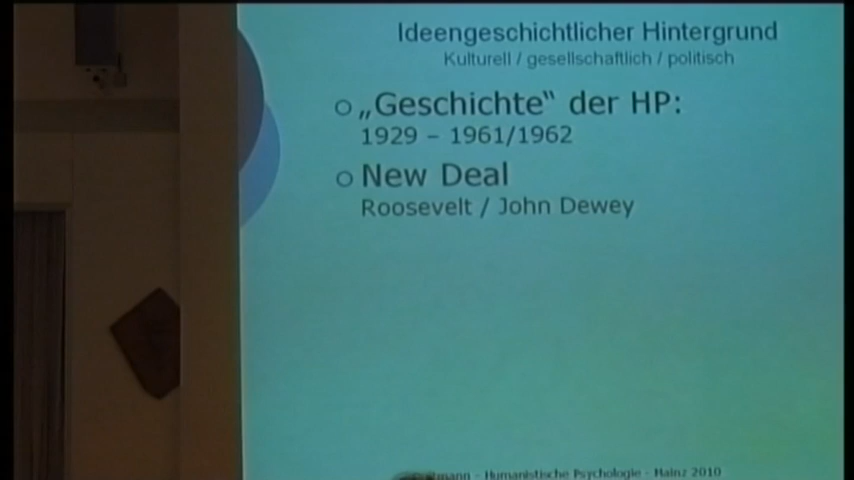 Ideengeschichtlicher Hintergrund
Kulturell / gesellschaftlich / politisch
„Geschichte“ der HP:
1929 – 1961/1962
New Deal
Roosevelt / John Dewey
- Humanistische Psychologie - Mainz 2010